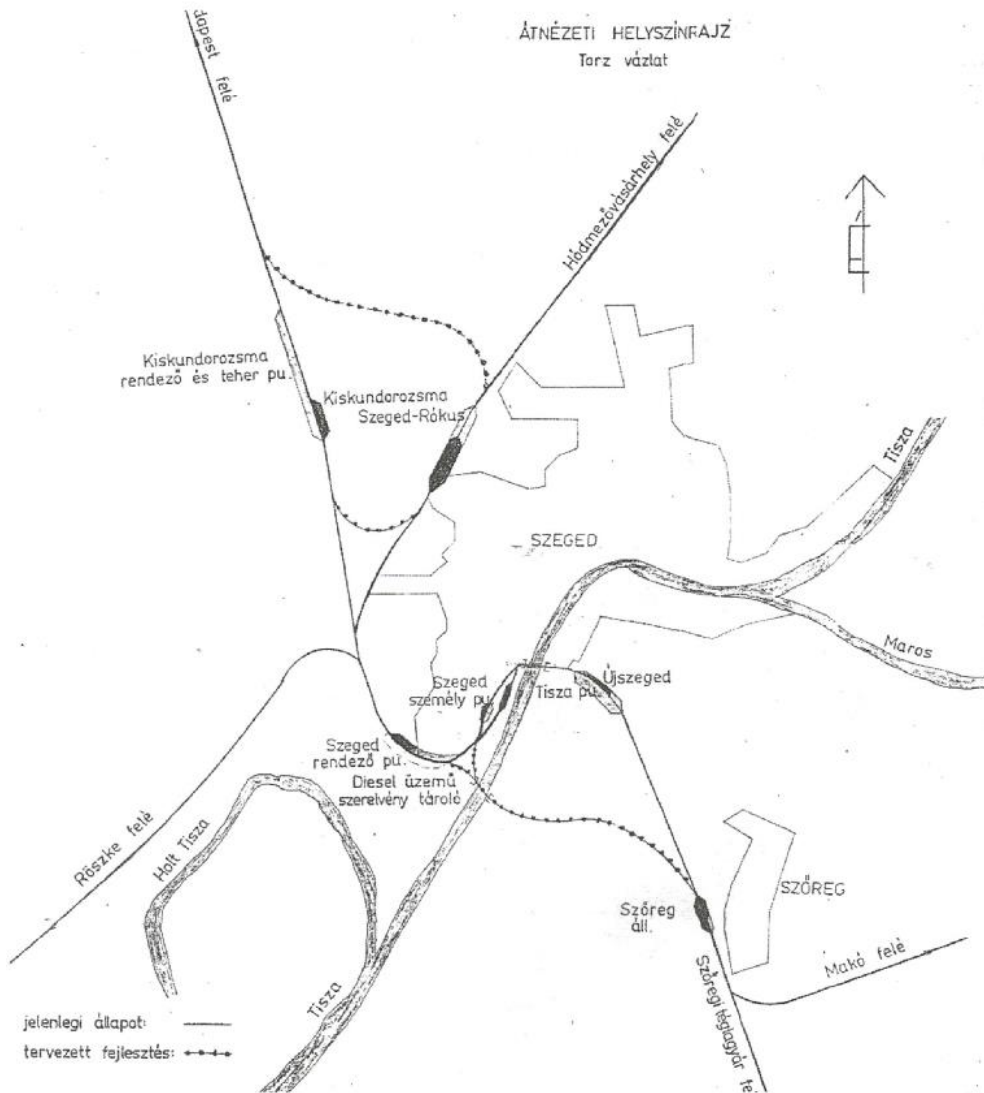 ÁTNÉZETI HELYSZÍNRAJZ
Torz vázlat
dapest felé
Hódmezővásárhely felé
Kiskundorozsma
rendező és teher pu.
Kiskundorozsma
Szeged-Rókus
Tisza
SZEGED
Maros
Szeged
személy pu.
Tisza pu.
Újszeged
Szeged
rendező pu.
Diesel üzemű
szerelvény tároló
Röszke felé
Holt Tisza
SZŐREG
Szőreg
áll.
Makó felé
Szőregi téglagyár fe
Tisza
jelenlegi állapot:
tervezett fejlesztés: